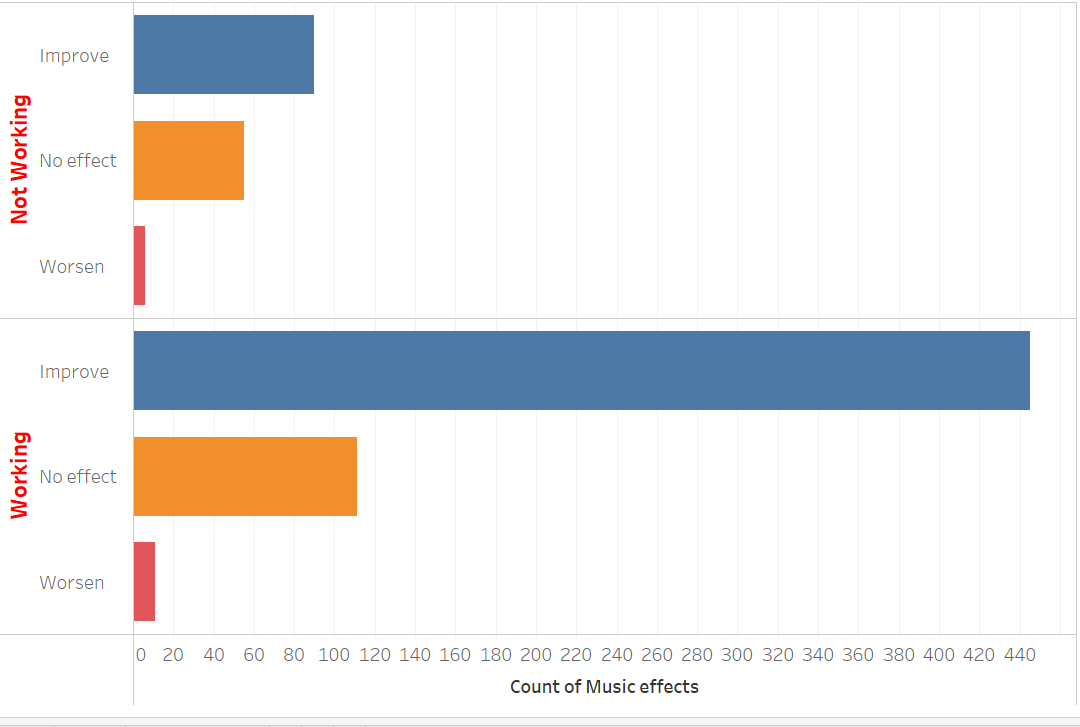 Not Working
Improve
No effect
Worsen
Working
Improve
No effect
Worsen
0 20 40 60 80 100 120 140 160 180 200 220 240 260 280 300 320 340 360 380 400 420 440
Count of Music effects